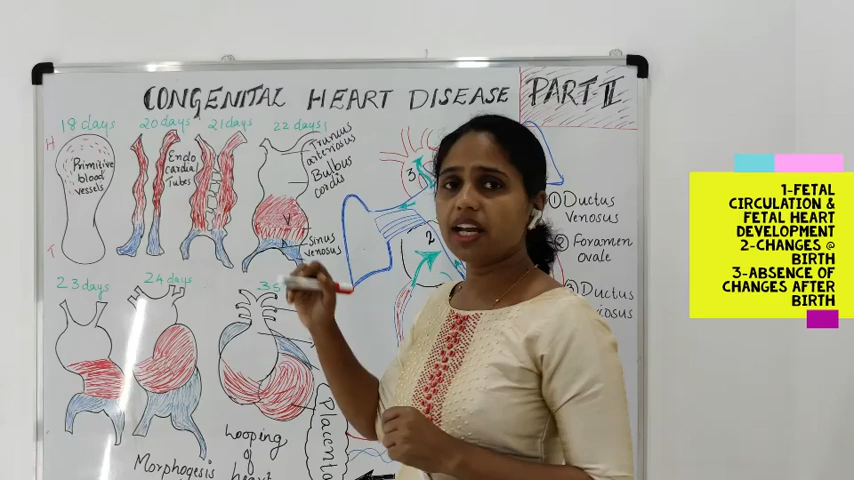 CONGENITAL HEART DISEASE PART-II
18 days
20 days
21 days
22 days
H
T
Primitive
blood
vessels
Endo
cardial
Tubes
Truncus
arteriosus
Bulbus
cordis
V
A
Sinus
venosus
23 days
24 days
35
Looping
of
heart
Morphogesis
Placenta
3
2
① Ductus
venosus
② Foramen
ovale
Ductus
1-FETAL
CIRCULATION &
FETAL HEART
DEVELOPMENT
2-CHANGES @
BIRTH
3-ABSENCE OF
CHANGES AFTER
BIRTH